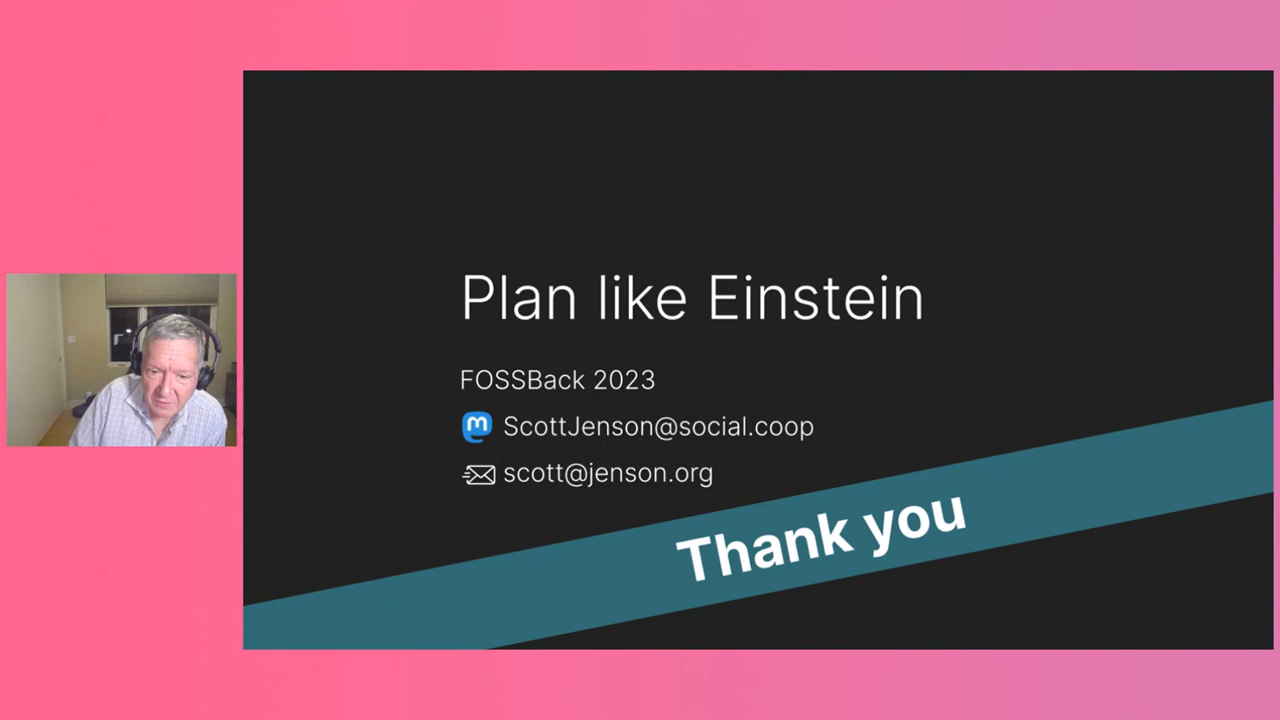 Plan like Einstein
FOSSBack 2023
ScottJenson@social.coop
scott@jenson.org
Thank you